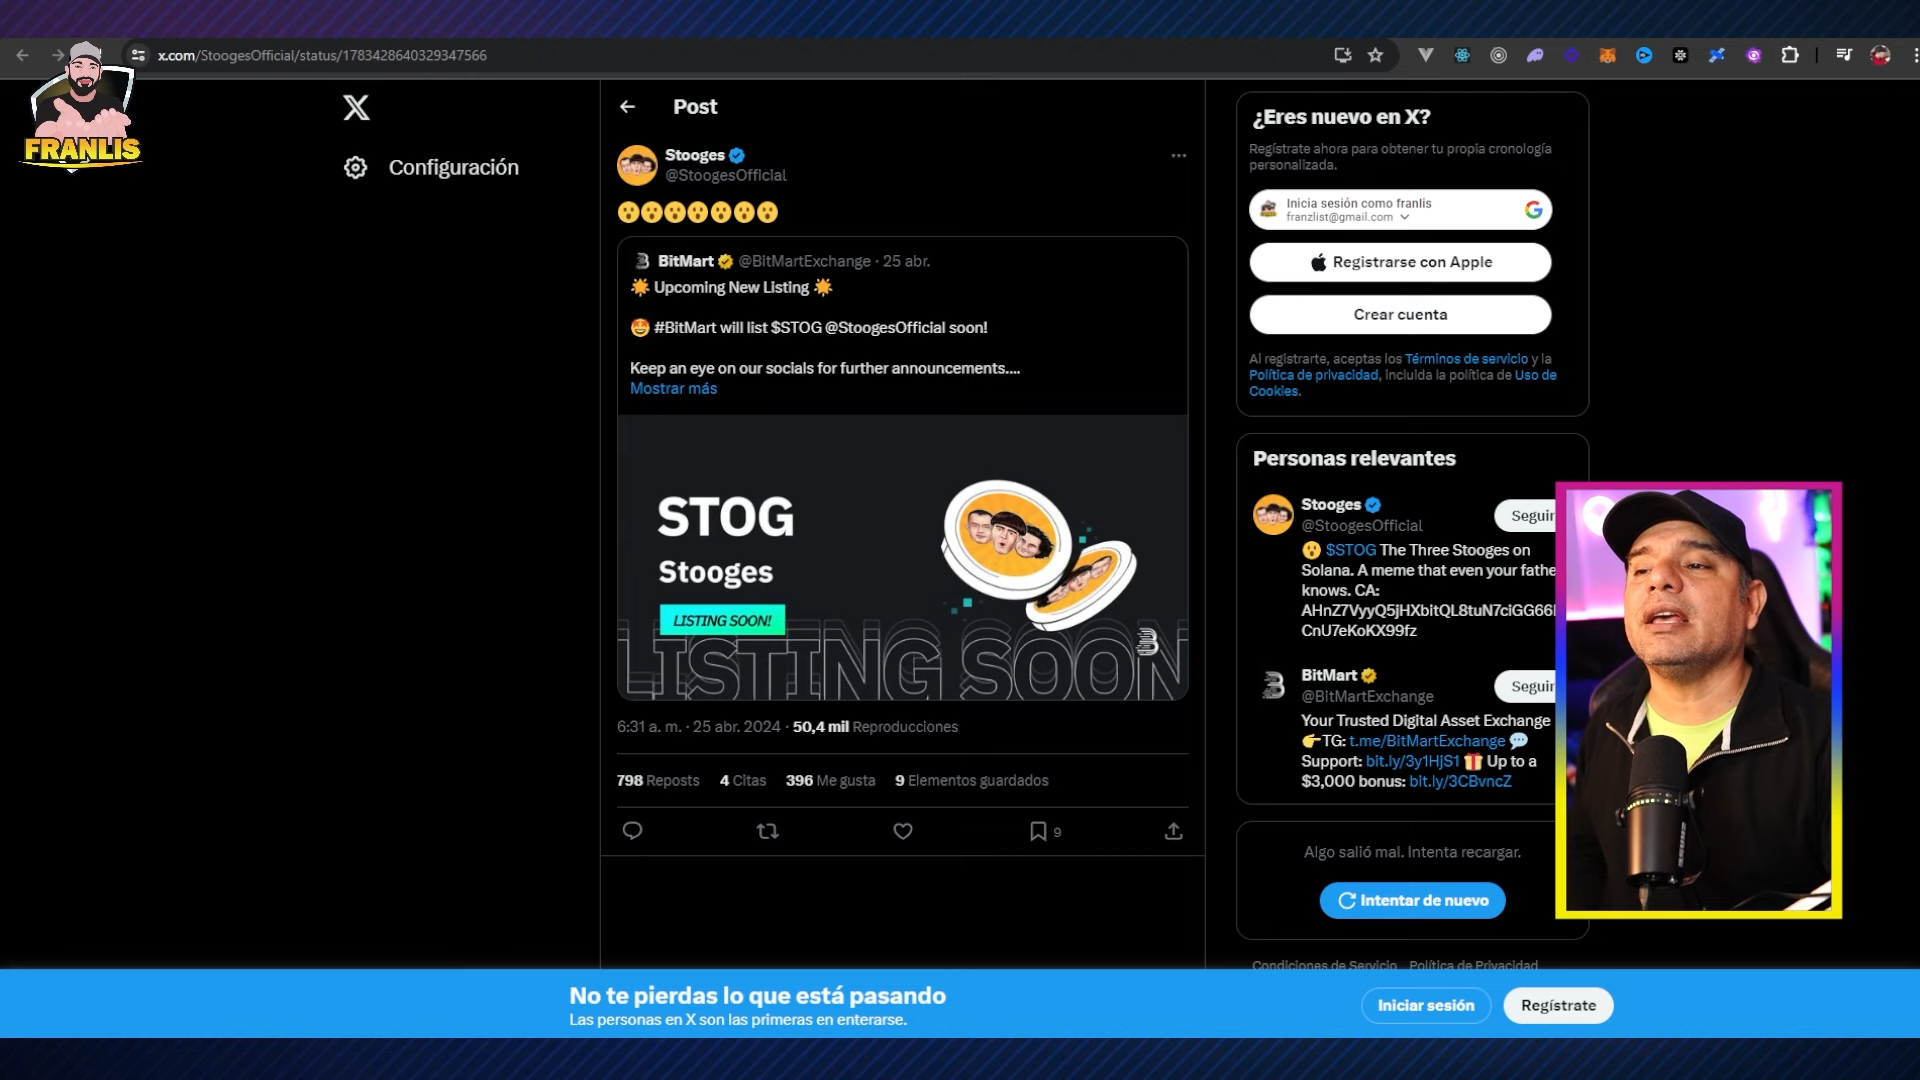 x.com/StoogesOfficial/status/1783428640329347566
FRANLIS
Configuración
Post
Stooges
@StoogesOfficial
BitMart @BitMartExchange · 25 abr.
Upcoming New Listing
#BitMart will list $STOG @StoogesOfficial soon!
Keep an eye on our socials for further announcements....
Mostrar más
STOG
Stooges
LISTING SOON!
LISTING SOON
6:31 a. m. · 25 abr. 2024 · 50,4 mil Reproducciones
798 Reposts 4 Citas 396 Me gusta 9 Elementos guardados
9
¿Eres nuevo en X?
Regístrate ahora para obtener tu propia cronología
personalizada.
Inicia sesión como franlis
franzlist@gmail.com
Registrarse con Apple
Crear cuenta
Al registrarte, aceptas los Términos de servicio y la
Política de privacidad, incluida la política de Uso de
Cookies.
Personas relevantes
Stooges
@StoogesOfficial
Seguir
$STOG The Three Stooges on
Solana. A meme that even your fathe
knows. CA:
AHnZ7VyyQ5jHXbitQL8tuN7ciGG66
CnU7eKoKX99fz
BitMart
@BitMartExchange
Seguir
Your Trusted Digital Asset Exchange
TG: t.me/BitMartExchange
Support: bit.ly/3y1HjS1 Up to a
$3,000 bonus: bit.ly/3CBvncZ
Algo salió mal. Intenta recargar.
Intentar de nuevo
Condiciones de Servicio Política de Privacidad
No te pierdas lo que está pasando
Las personas en X son las primeras en enterarse.
Iniciar sesión
Regístrate